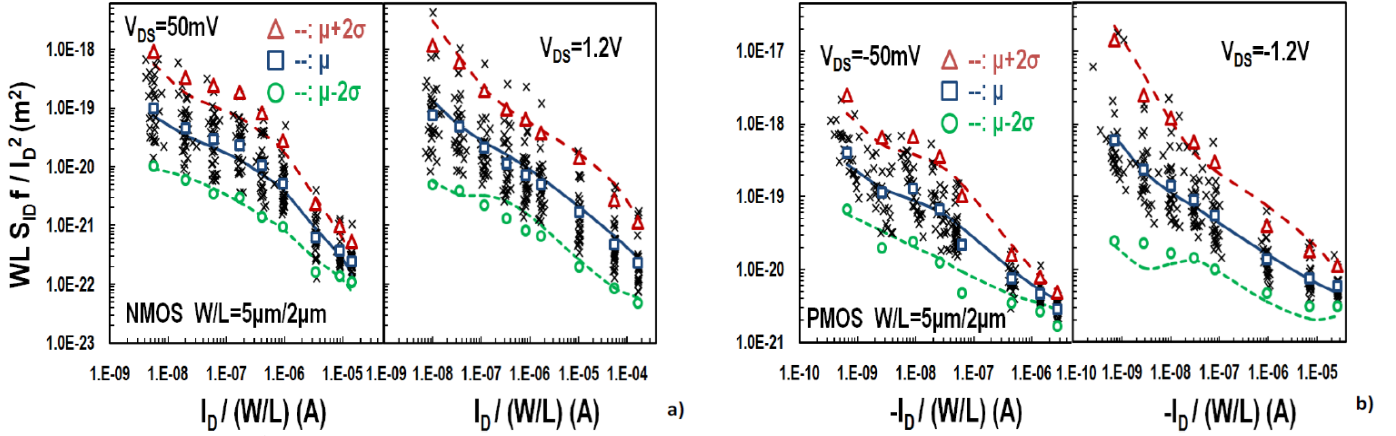 WL S_ID f / I_D^2 (m^2)
1.0E-18
1.0E-19
1.0E-20
1.0E-21
1.0E-22
1.0E-23
V_DS=50mV
--: μ+2σ
--: μ
--: μ-2σ
NMOS W/L=5μm/2μm
V_DS=1.2V
1.E-09 1.E-08 1.E-07 1.E-06 1.E-05
1.E-09 1.E-08 1.E-07 1.E-06 1.E-05 1.E-04
I_D / (W/L) (A)
I_D / (W/L) (A)
a)
1.0E-17
1.0E-18
1.0E-19
1.0E-20
1.0E-21
V_DS=-50mV
--: μ+2σ
--: μ
--: μ-2σ
PMOS W/L=5μm/2μm
V_DS=-1.2V
1.E-10 1.E-09 1.E-08 1.E-07 1.E-06
1.E-10 1.E-09 1.E-08 1.E-07 1.E-06 1.E-05
-I_D / (W/L) (A)
-I_D / (W/L) (A)
b)